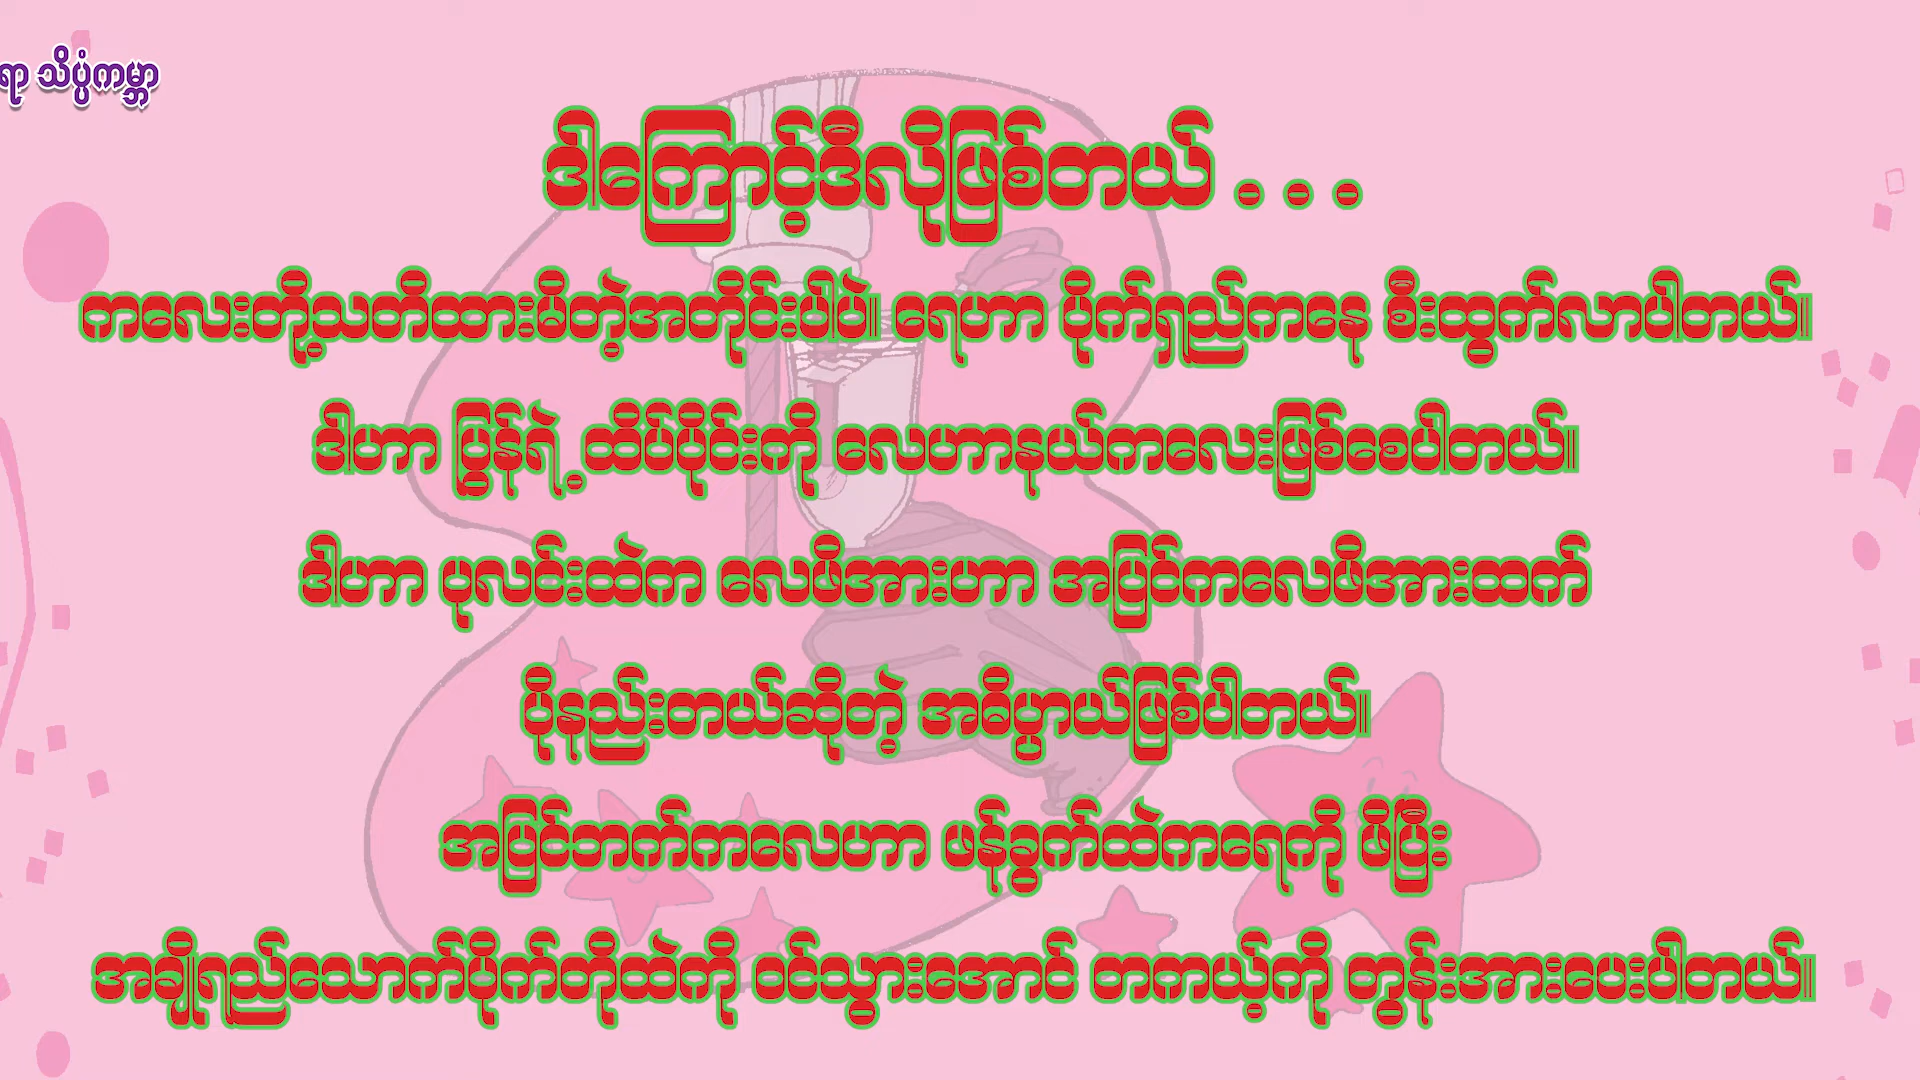 ရာ သိပ္ပံကမ္ဘာ
ဒါကြောင့်ဒီလိုဖြစ်တယ် . . .
ကလေးတို့သတိထားမိတဲ့အတိုင်းပါပဲ။ ရေဟာ ပိုက်ရှည်ကနေ စီးထွက်လာပါတယ်။
ဒါဟာ ပြွန်ရဲ့ ထိပ်ပိုင်းကို လေဟာနယ်ကလေးဖြစ်စေပါတယ်။
ဒါဟာ ပုလင်းထဲက လေဖိအားဟာ အပြင်ကလေဖိအားထက်
ပိုနည်းတယ်ဆိုတဲ့ အဓိပ္ပာယ်ဖြစ်ပါတယ်။
အပြင်ဘက်ကလေဟာ ဖန်ခွက်ထဲကရေကို ဖိပြီး
အချိုရည်သောက်ပိုက်တိုထဲကို ဝင်သွားအောင် တကယ့်ကို တွန်းအားပေးပါတယ်။